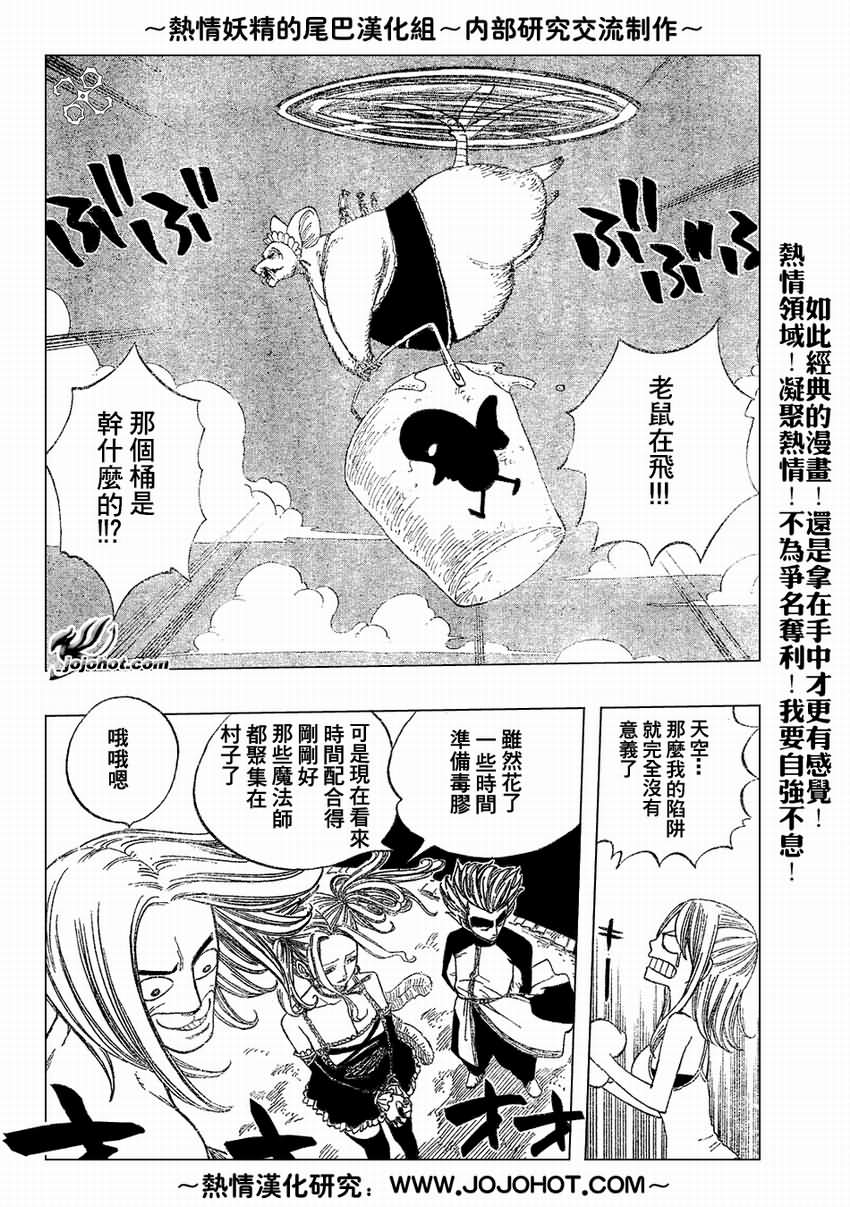 ~熱情妖精的尾巴漢化組~内部研究交流制作~
ぶぶ
ぶぶぶ
老鼠在飛!!!
那個桶是
幹什麼的!!?
jojohot.com
如此經典的漫畫!還是拿在手中才更有感覺!
熱情領域!凝聚熱情!不為爭名奪利!我要自強不息!
天空…
那麼我的陷阱
就完全沒有
意義了
雖然花了
一些時間
準備毒膠
可是現在看來
時間配合得
剛剛好
那些魔法師
都聚集在
村子了
哦哦嗯
キー
オオオオ
~熱情漢化研究：WWW.JOJOHOT.COM~